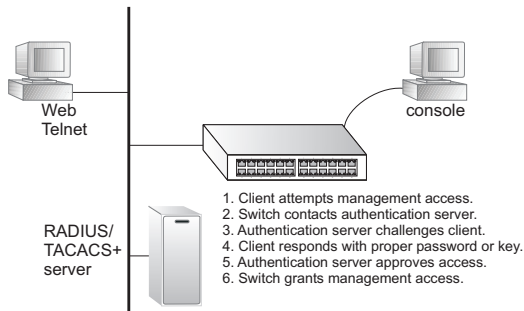 Web
Telnet
console
RADIUS/
TACACS+
server
1. Client attempts management access.
2. Switch contacts authentication server.
3. Authentication server challenges client.
4. Client responds with proper password or key.
5. Authentication server approves access.
6. Switch grants management access.